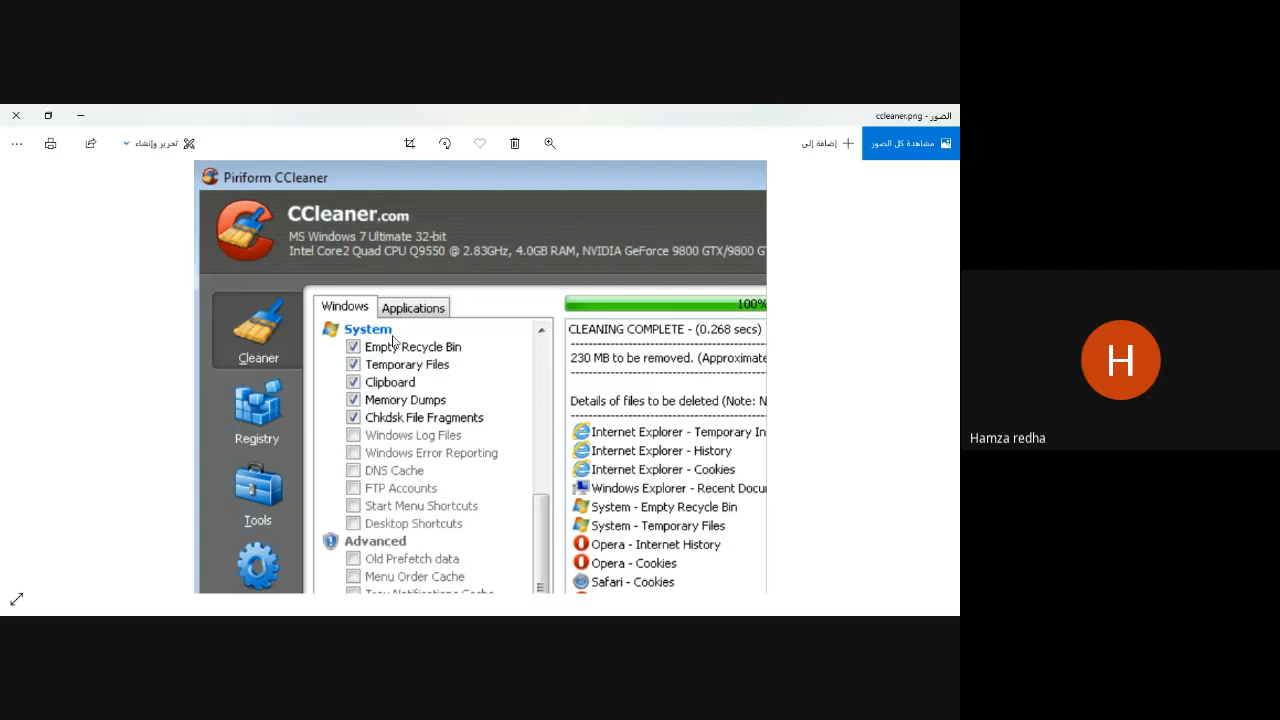 ccleaner.png - الصور
مشاهدة كل الصور
إضافة إلى
تحرير وإنشاء
Piriform CCleaner
CCleaner.com
MS Windows 7 Ultimate 32-bit
Intel Core2 Quad CPU Q9550 @ 2.83GHz, 4.0GB RAM, NVIDIA GeForce 9800 GTX/9800 G
Cleaner
Registry
Tools
Windows
Applications
System
Empty Recycle Bin
Temporary Files
Clipboard
Memory Dumps
Chkdsk File Fragments
Windows Log Files
Windows Error Reporting
DNS Cache
FTP Accounts
Start Menu Shortcuts
Desktop Shortcuts
Advanced
Old Prefetch data
Menu Order Cache
Tray Notifications Cache
100%
CLEANING COMPLETE - (0.268 secs)
230 MB to be removed. (Approximate
Details of files to be deleted (Note: N
Internet Explorer - Temporary In
Internet Explorer - History
Internet Explorer - Cookies
Windows Explorer - Recent Docu
System - Empty Recycle Bin
System - Temporary Files
Opera - Internet History
Opera - Cookies
Safari - Cookies
H
Hamza redha